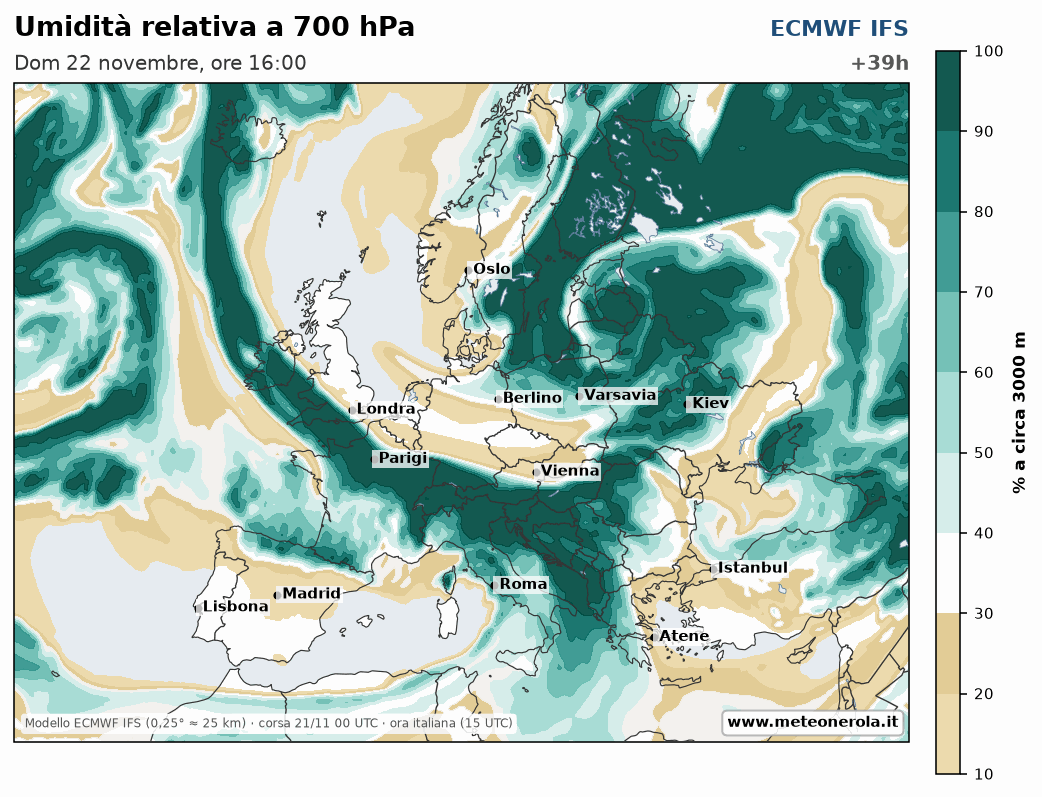 Umidità relativa a 700 hPa
ECMWF IFS
Dom 22 novembre, ore 16:00
+39h
100
90
80
70
60
50
40
30
20
10
% a circa 3000 m
Oslo
Berlino
Varsavia
Kiev
Londra
Parigi
Vienna
Istanbul
Roma
Madrid
Lisbona
Atene
Modello ECMWF IFS (0,25° ≈ 25 km) · corsa 21/11 00 UTC · ora italiana (15 UTC)
www.meteonerola.it